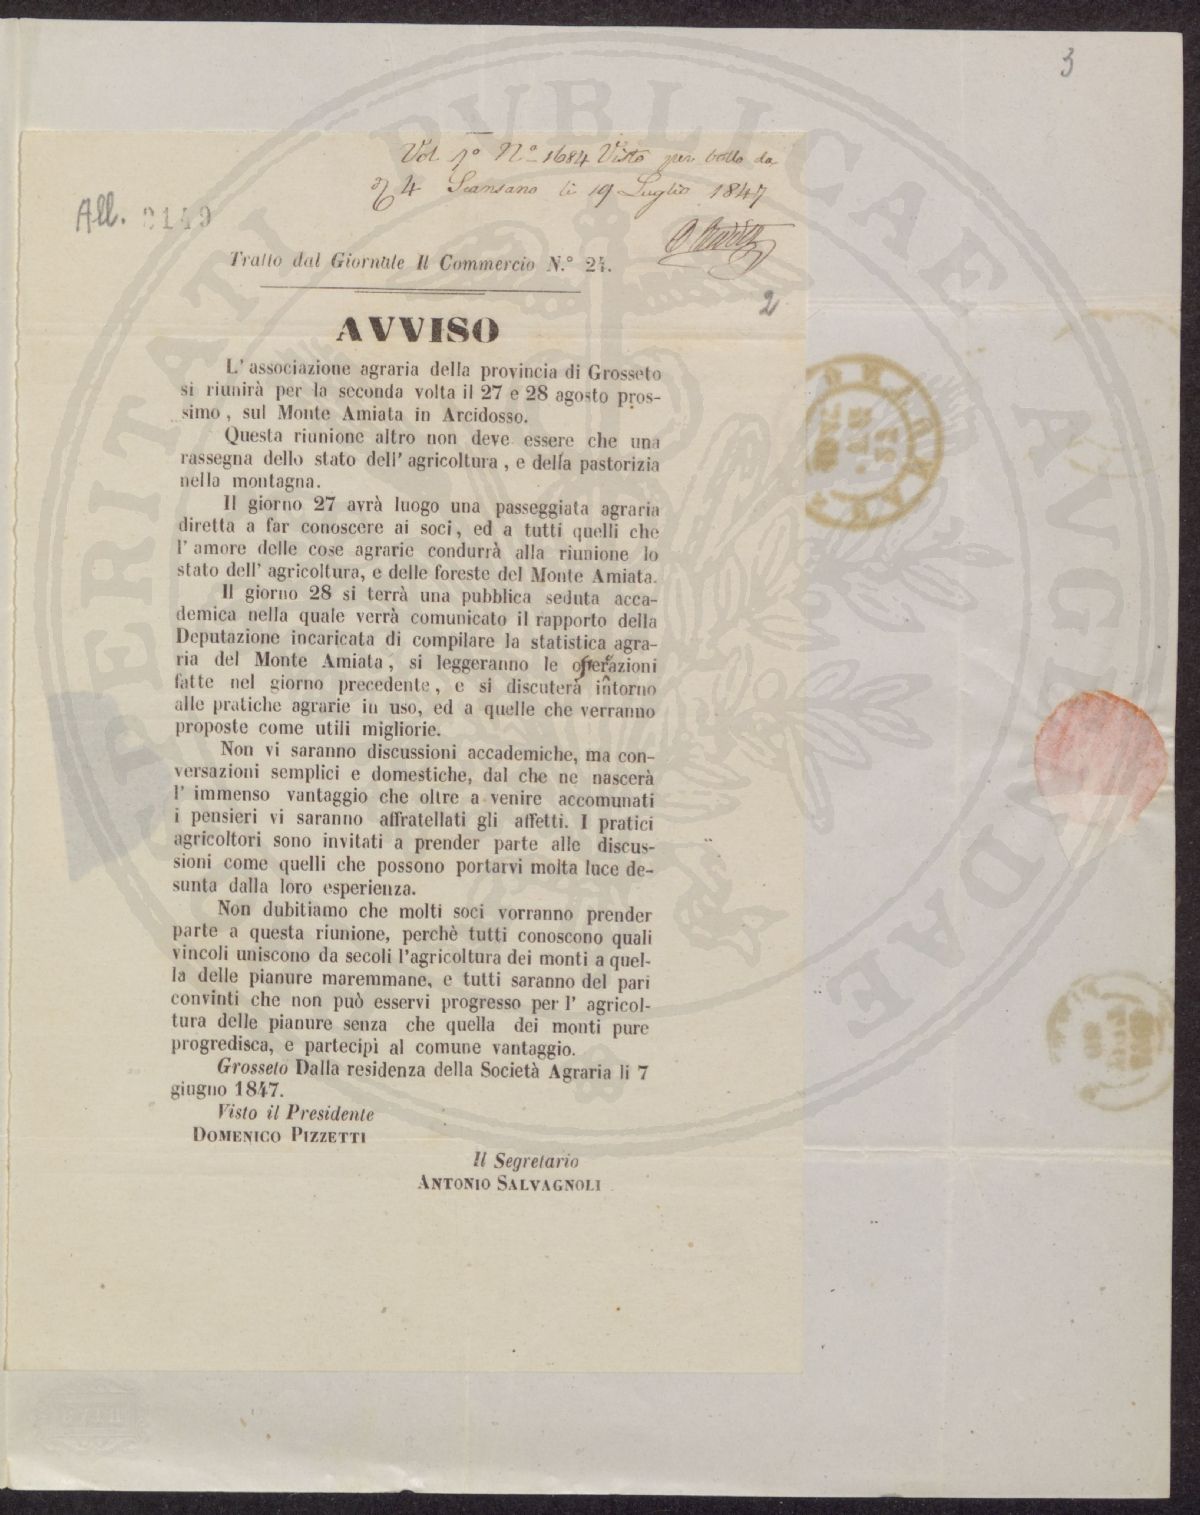 3
Vol 7º Nº 1684 Visto per bollo da
4 Scansano li 19 Luglio 1847
All. 2149
Tratto dal Giornale Il Commercio N.º 24.
2
AVVISO
L' associazione agraria della provincia di Grosseto
si riunirà per la seconda volta il 27 e 28 agosto pros-
simo, sul Monte Amiata in Arcidosso.
Questa riunione altro non deve essere che una
rassegna dello stato dell' agricoltura, e della pastorizia
nella montagna.
Il giorno 27 avrà luogo una passeggiata agraria
diretta a far conoscere ai soci, ed a tutti quelli che
l' amore delle cose agrarie condurrà alla riunione lo
stato dell' agricoltura, e delle foreste del Monte Amiata.
Il giorno 28 si terrà una pubblica seduta acca-
demica nella quale verrà comunicato il rapporto della
Deputazione incaricata di compilare la statistica agra-
ria del Monte Amiata, si leggeranno le
fatte nel giorno precedente, e si discuterà intorno
alle pratiche agrarie in uso, ed a quelle che verranno
proposte come utili migliorie.
Non vi saranno discussioni accademiche, ma con-
versazioni semplici e domestiche, dal che ne nascerà
l' immenso vantaggio che oltre a venire accomunati
i pensieri vi saranno affratellati gli affetti. I pratici
agricoltori sono invitati a prender parte alle discus-
sioni come quelli che possono portarvi molta luce de-
sunta dalla loro esperienza.
Non dubitiamo che molti soci vorranno prender
parte a questa riunione, perchè tutti conoscono quali
vincoli uniscono da secoli l'agricoltura dei monti a quel-
la delle pianure maremmane, e tutti saranno del pari
convinti che non può esservi progresso per l' agricol-
tura delle pianure senza che quella dei monti pure
progredisca, e partecipi al comune vantaggio.
Grosseto Dalla residenza della Società Agraria li 7
giugno 1847.
Visto il Presidente
DOMENICO PIZZETTI
Il Segretario
ANTONIO SALVAGNOLI